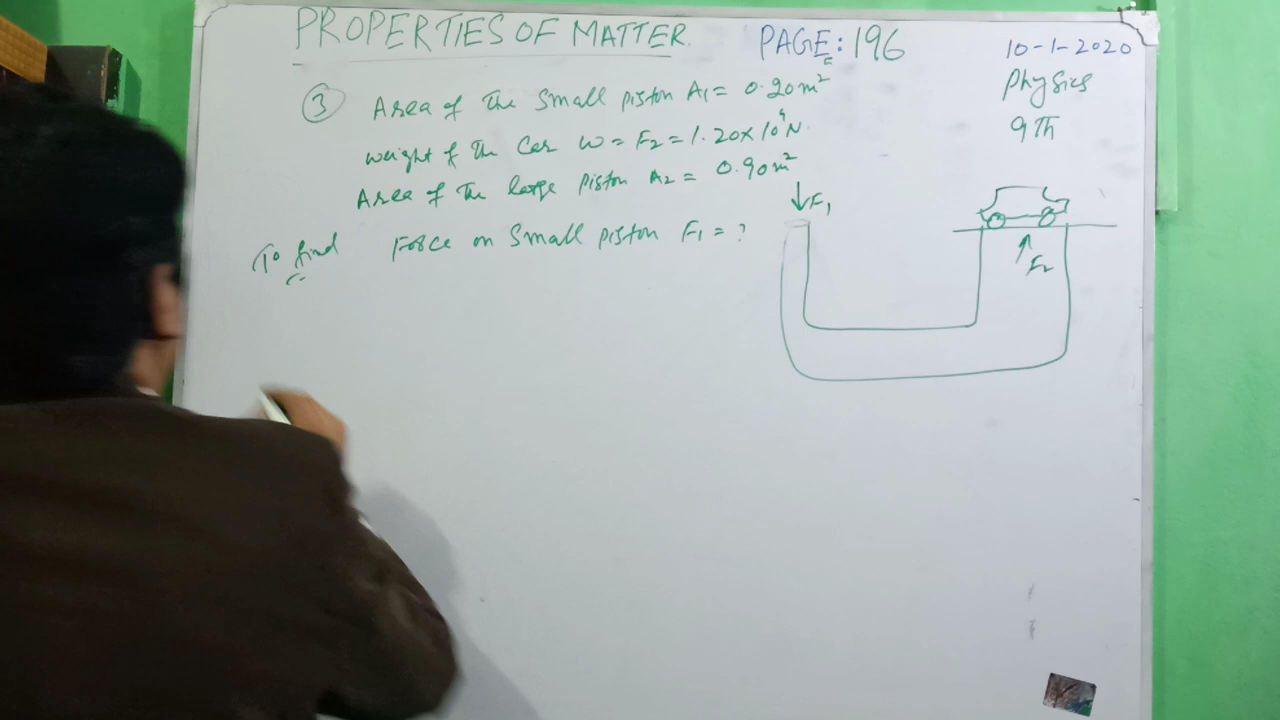 PROPERTIES OF MATTER. PAGE: 196
10-1-2020
Physics
9Th
③ Area of the Small piston A₁ = 0.20m²
weight of The Car w = F₂ = 1.20x10⁴N.
Area of The large piston A₂ = 0.90m²
To find Force on Small piston F₁ = ?
↓F₁
↑F₂